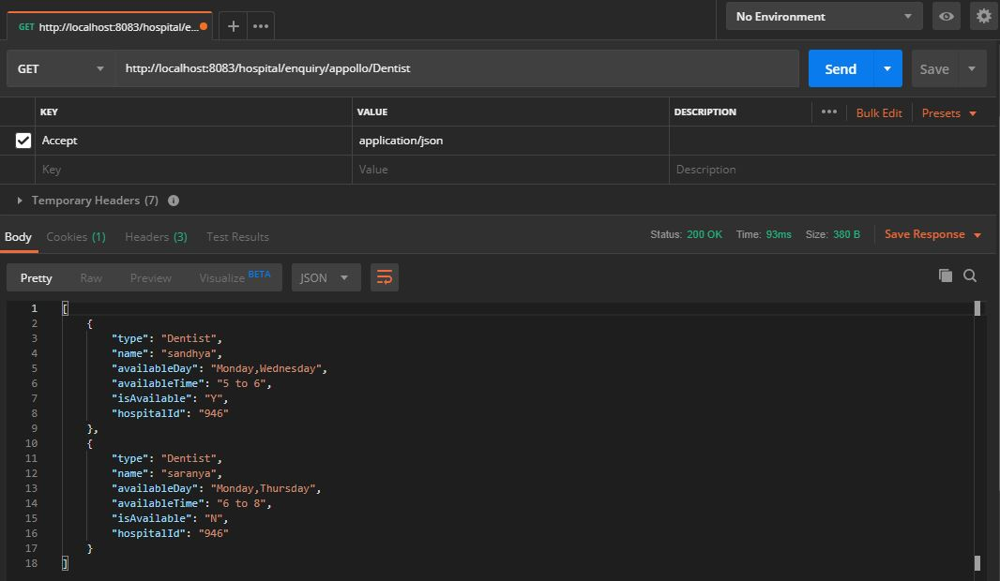 GET http://localhost:8083/hospital/e...
No Environment
GET http://localhost:8083/hospital/enquiry/appollo/Dentist Send Save
KEY VALUE DESCRIPTION Bulk Edit Presets
Accept application/json
Key Value Description
Temporary Headers (7)
Body Cookies (1) Headers (3) Test Results Status: 200 OK Time: 93ms Size: 380 B Save Response
Pretty Raw Preview Visualize BETA JSON
1 [
2 {
3 "type": "Dentist",
4 "name": "sandhya",
5 "availableDay": "Monday,Wednesday",
6 "availableTime": "5 to 6",
7 "isAvailable": "Y",
8 "hospitalId": "946"
9 },
10 {
11 "type": "Dentist",
12 "name": "saranya",
13 "availableDay": "Monday,Thursday",
14 "availableTime": "6 to 8",
15 "isAvailable": "N",
16 "hospitalId": "946"
17 }
18 ]